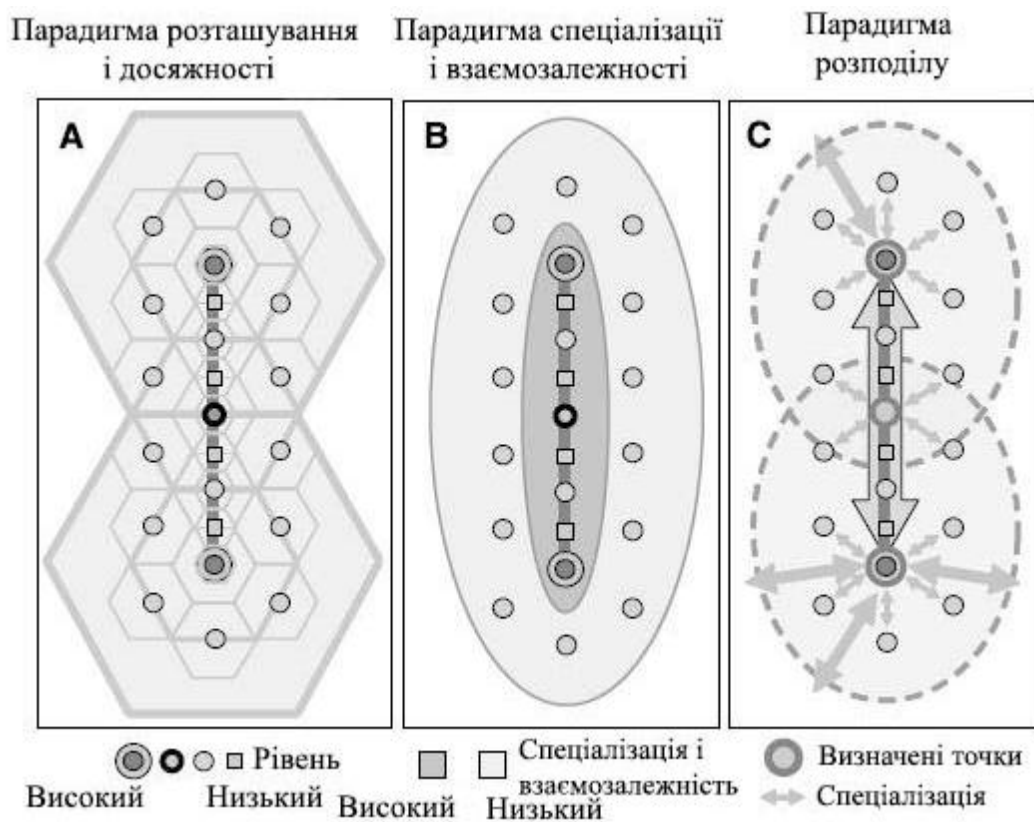 Парадигма розташування
і досяжності
Парадигма спеціалізації
і взаємозалежності
Парадигма
розподілу
A
B
C
Рівень
Високий
Низький
Спеціалізація і
взаємозалежність
Високий
Низький
Визначені точки
Спеціалізація